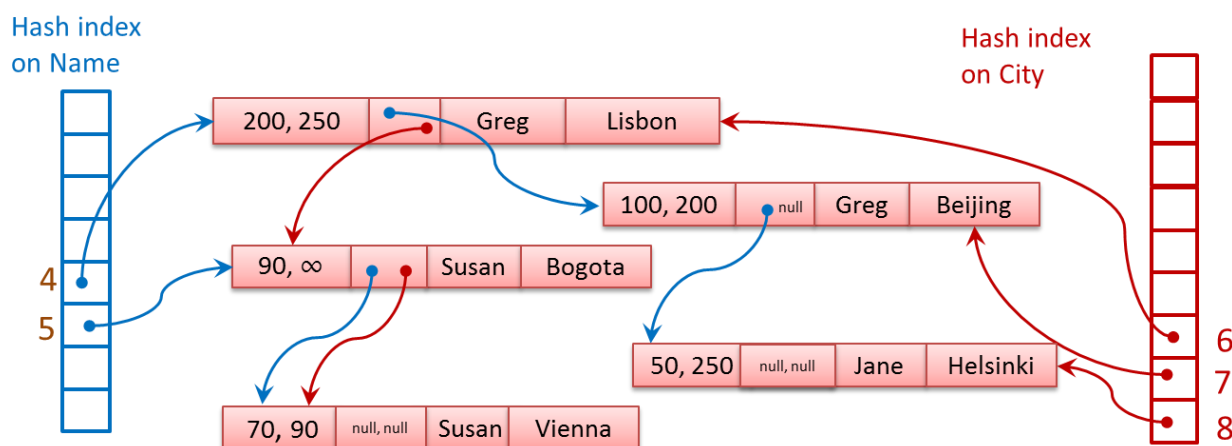 Hash index
on Name
Hash index
on City
200, 250 Greg Lisbon
100, 200 null Greg Beijing
90, ∞ Susan Bogota
4
5
50, 250 null, null Jane Helsinki
70, 90 null, null Susan Vienna
6
7
8